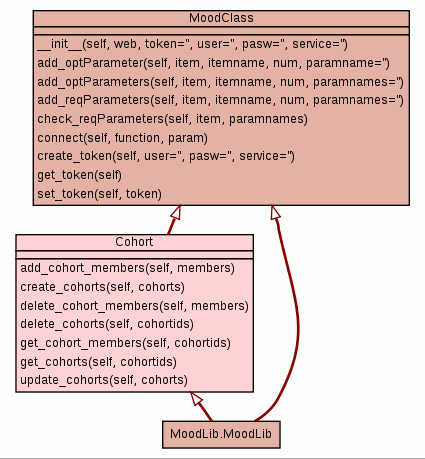 MoodClass
__init__(self, web, token='', user='', pasw='', service='')
add_optParameter(self, item, itemname, num, paramname='')
add_optParameters(self, item, itemname, num, paramnames='')
add_reqParameters(self, item, itemname, num, paramnames='')
check_reqParameters(self, item, paramnames)
connect(self, function, param)
create_token(self, user='', pasw='', service='')
get_token(self)
set_token(self, token)
Cohort
add_cohort_members(self, members)
create_cohorts(self, cohorts)
delete_cohort_members(self, members)
delete_cohorts(self, cohortids)
get_cohort_members(self, cohortids)
get_cohorts(self, cohortids)
update_cohorts(self, cohorts)
MoodLib.MoodLib